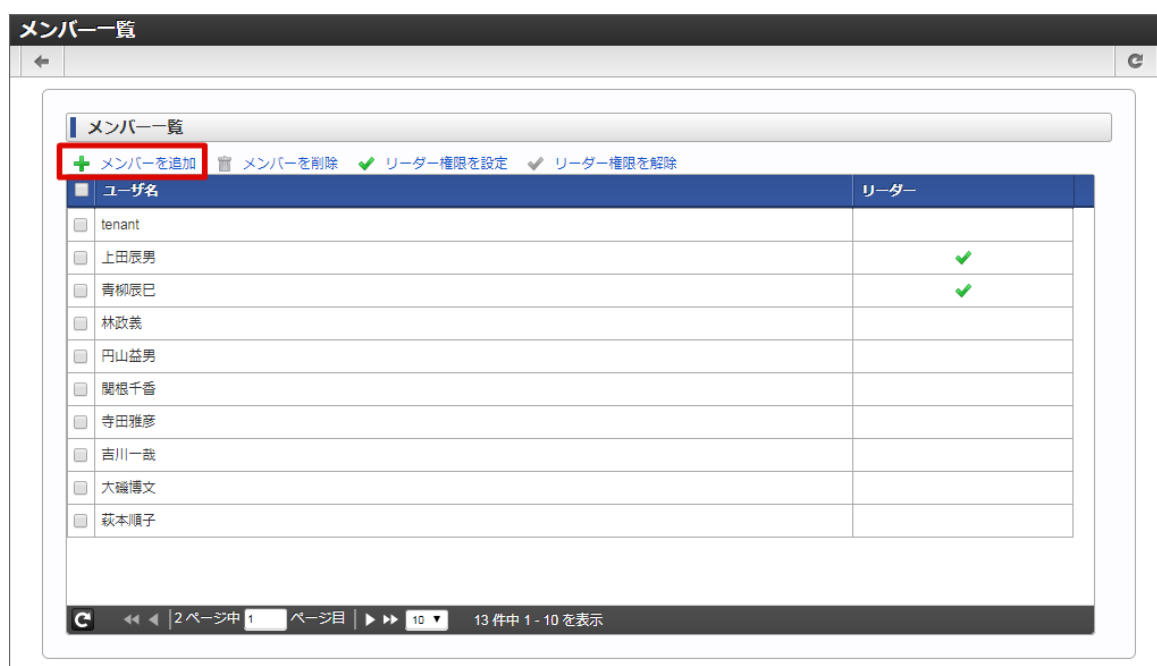 メンバー一覧
メンバー一覧
メンバーを追加 メンバーを削除 リーダー権限を設定 リーダー権限を解除
ユーザ名 リーダー
tenant
上田辰男
青柳辰巳
林政義
円山益男
関根千香
寺田雅彦
吉川一哉
大磯博文
萩本順子
2 ページ中 1 ページ目 10 13 件中 1 - 10 を表示